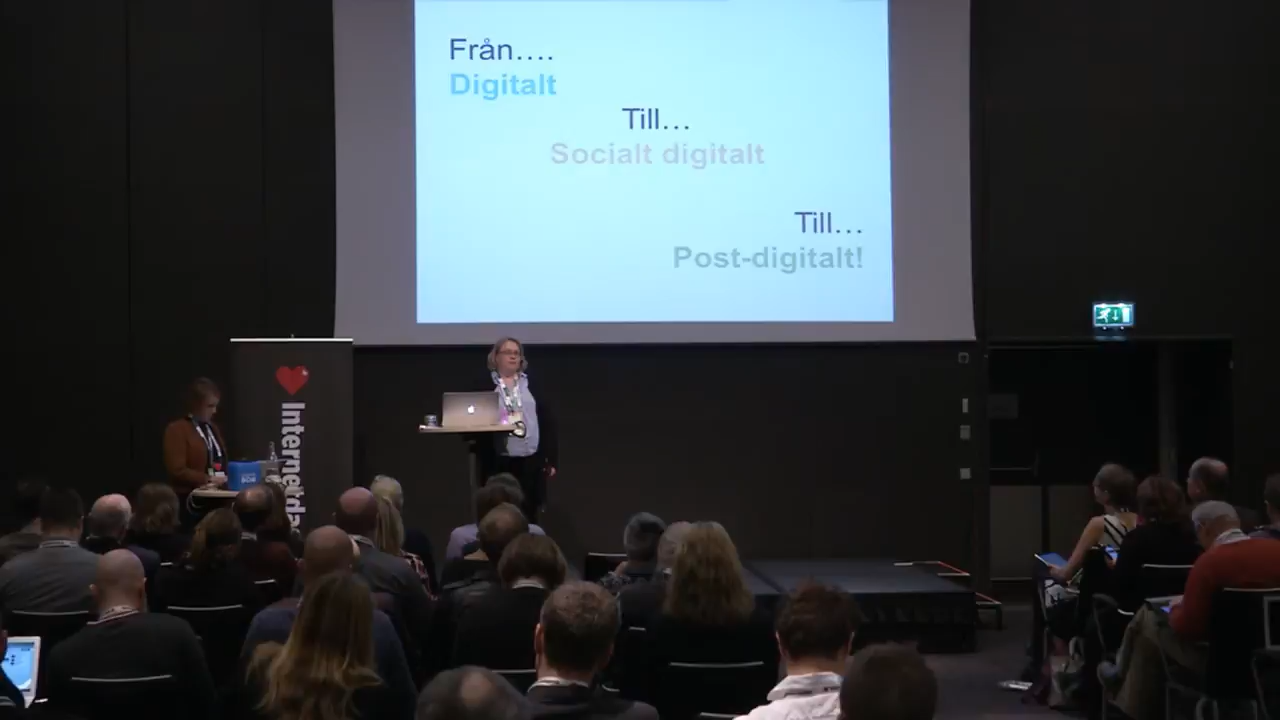 Från....
Digitalt
Till...
Socialt digitalt
Till...
Post-digitalt!
Internetda